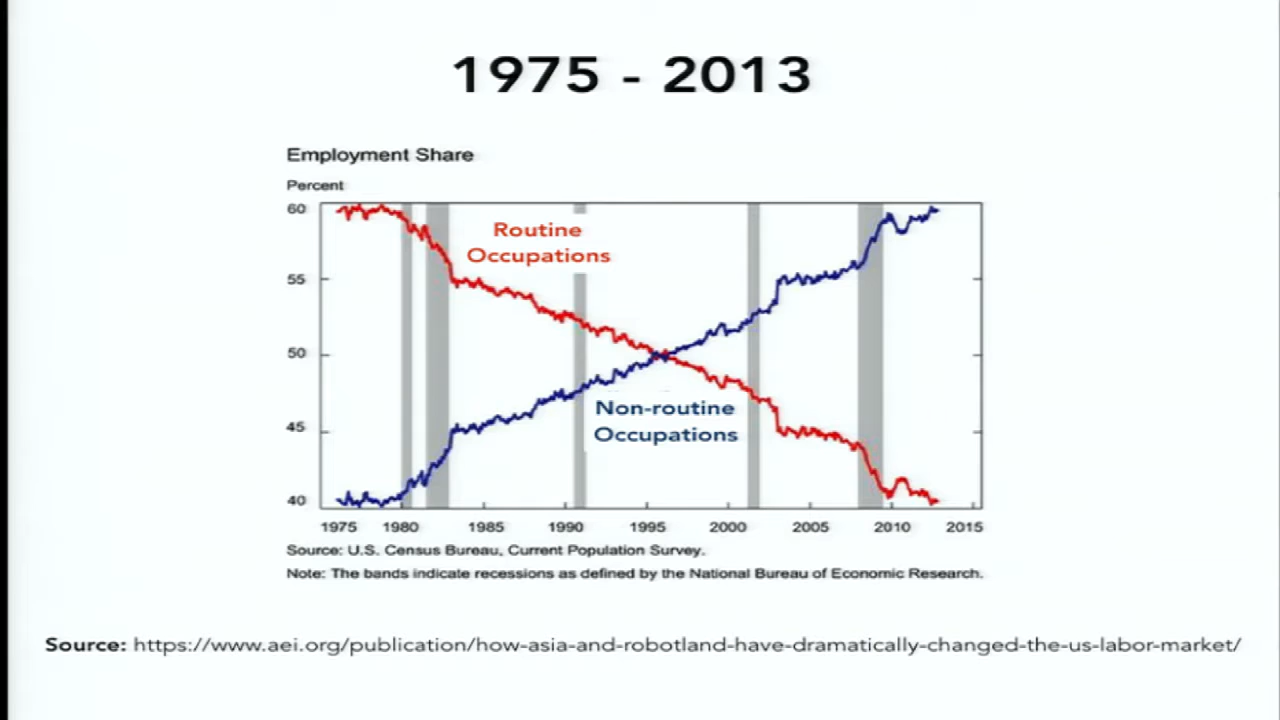 1975 - 2013
Employment Share
Percent
60
55
50
45
40
Routine
Occupations
Non-routine
Occupations
1975 1980 1985 1990 1995 2000 2005 2010 2015
Source: U.S. Census Bureau, Current Population Survey.
Note: The bands indicate recessions as defined by the National Bureau of Economic Research.
Source: https://www.aei.org/publication/how-asia-and-robotland-have-dramatically-changed-the-us-labor-market/